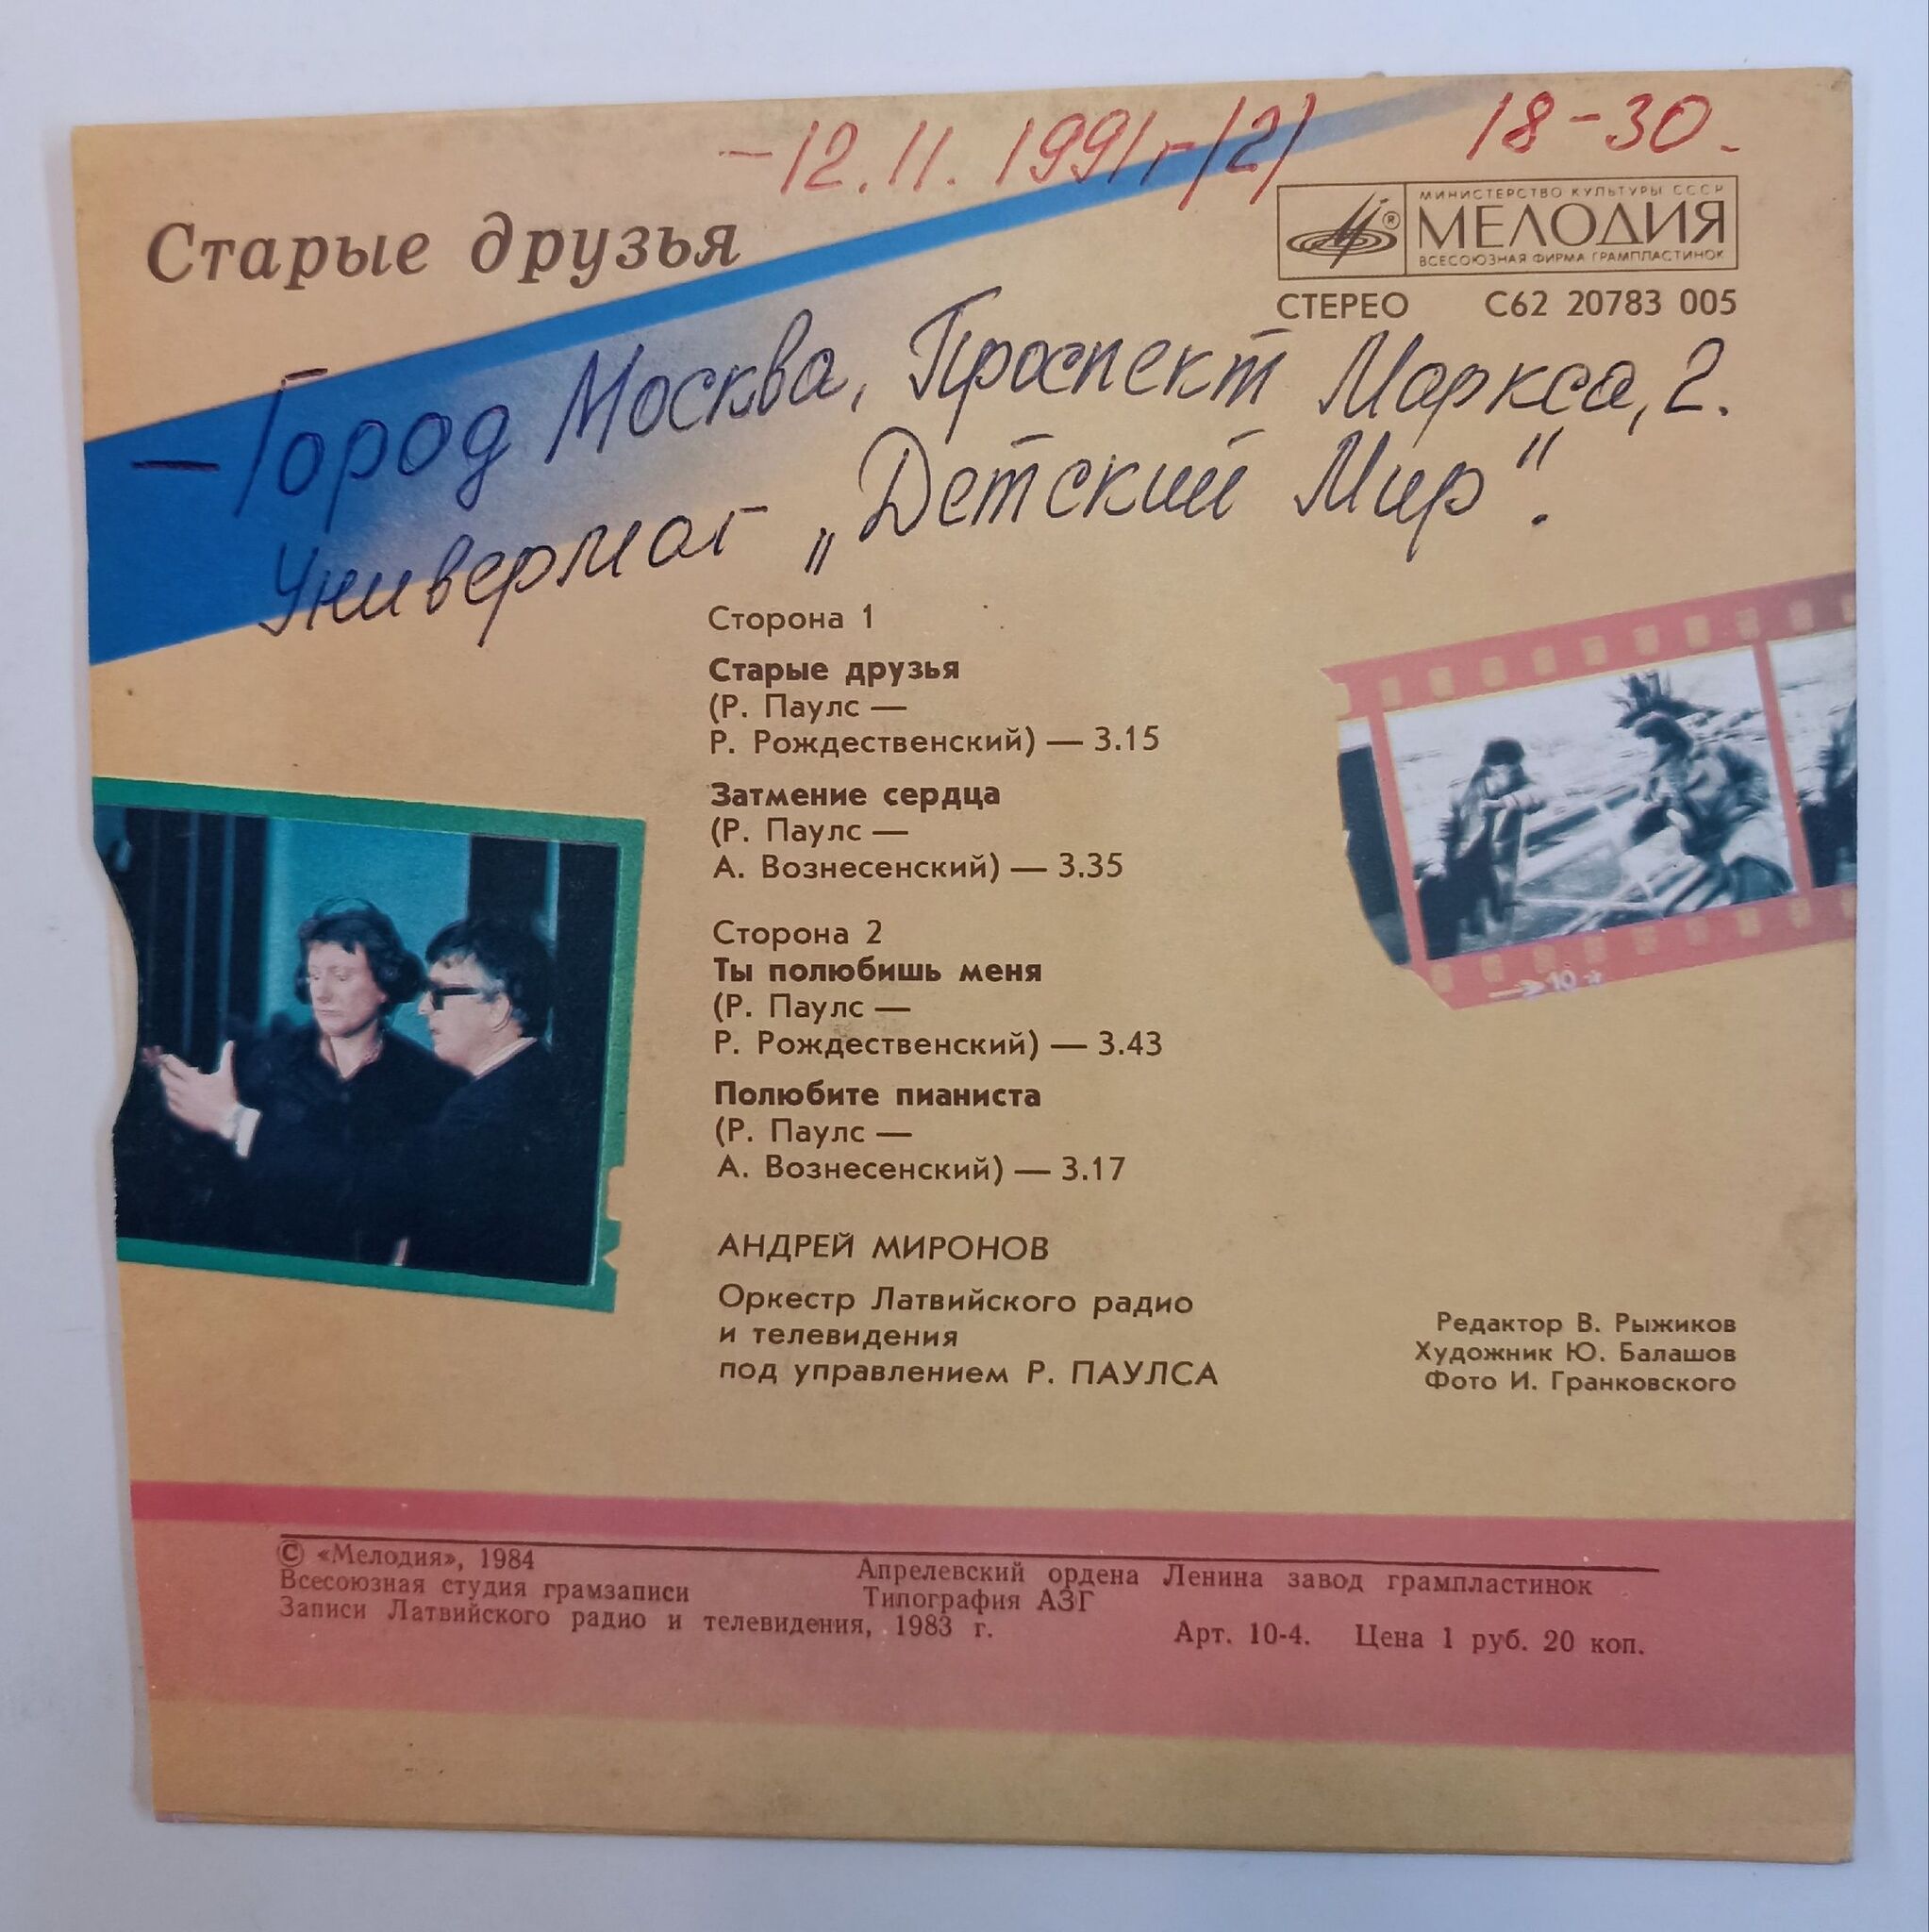 -12.11.1991г-(2) 18-30.
Старые друзья
МИНИСТЕРСТВО КУЛЬТУРЫ СССР
МЕЛОДИЯ
ВСЕСОЮЗНАЯ ФИРМА ГРАМПЛАСТИНОК
СТЕРЕО С62 20783 005
— Город Москва, Проспект Маркса, 2.
Универмаг „Детский Мир".
Сторона 1
Старые друзья
(Р. Паулс —
Р. Рождественский) — 3.15
Затмение сердца
(Р. Паулс —
А. Вознесенский) — 3.35
Сторона 2
Ты полюбишь меня
(Р. Паулс —
Р. Рождественский) — 3.43
Полюбите пианиста
(Р. Паулс —
А. Вознесенский) — 3.17
10
АНДРЕЙ МИРОНОВ
Оркестр Латвийского радио
и телевидения
под управлением Р. ПАУЛСА
Редактор В. Рыжиков
Художник Ю. Балашов
Фото И. Гранковского
© «Мелодия», 1984
Всесоюзная студия грамзаписи
Записи Латвийского радио и телевидения, 1983 г.
Апрелевский ордена Ленина завод грампластинок
Типография АЗГ
Арт. 10-4. Цена 1 руб. 20 коп.